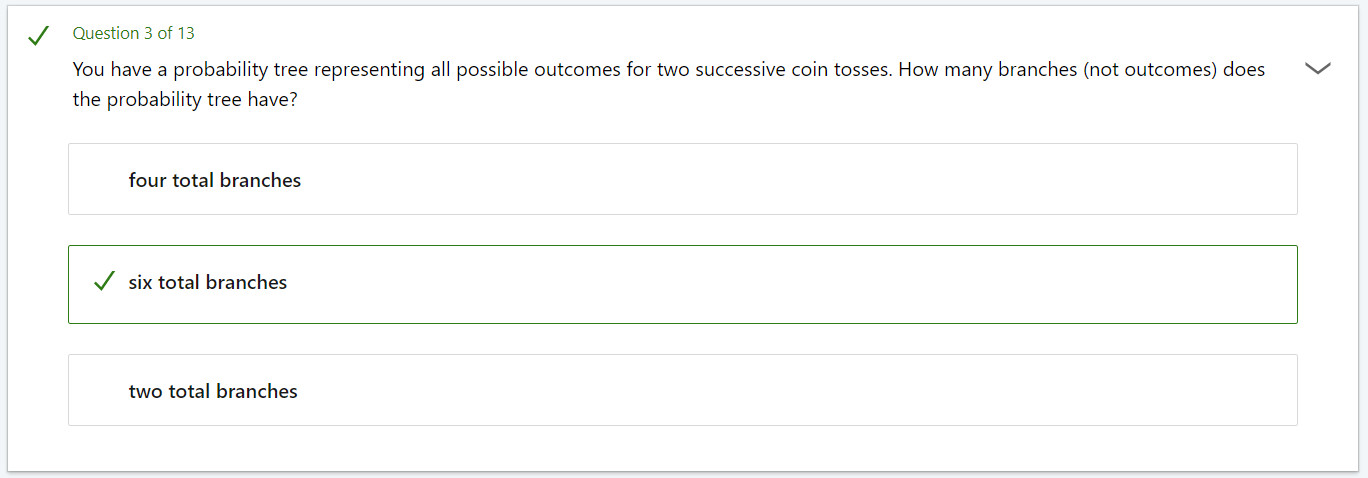 Question 3 of 13
You have a probability tree representing all possible outcomes for two successive coin tosses. How many branches (not outcomes) does
the probability tree have?
four total branches
six total branches
two total branches